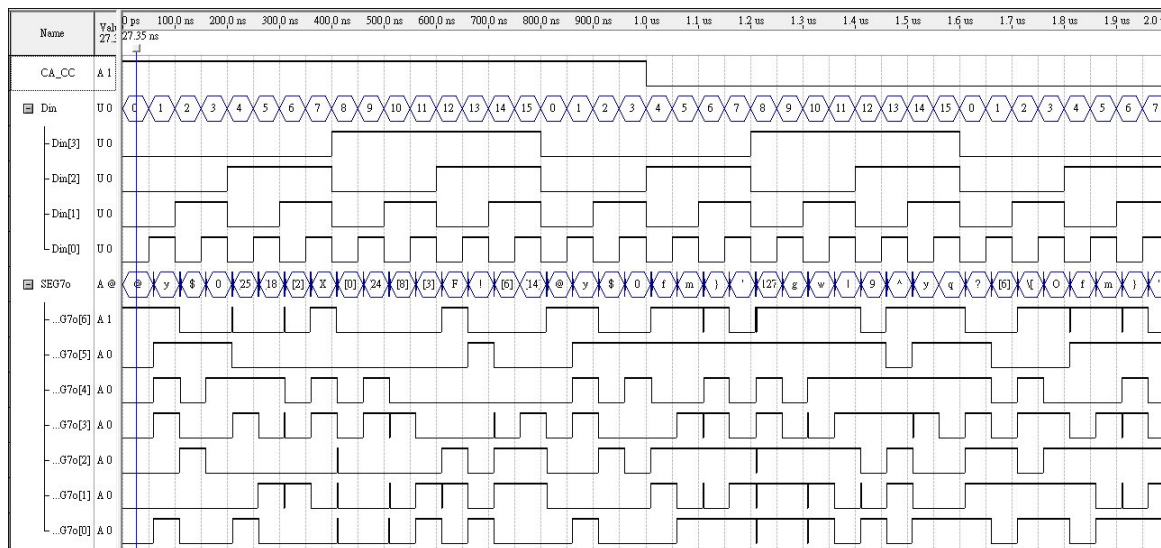 Name Valu 27.3 0 ps 100.0 ns 200.0 ns 300.0 ns 400.0 ns 500.0 ns 600.0 ns 700.0 ns 800.0 ns 900.0 ns 1.0 us 1.1 us 1.2 us 1.3 us 1.4 us 1.5 us 1.6 us 1.7 us 1.8 us 1.9 us 2.0
27.35 ns
CA_CC A 1
Din U 0 0 1 2 3 4 5 6 7 8 9 10 11 12 13 14 15 0 1 2 3 4 5 6 7 8 9 10 11 12 13 14 15 0 1 2 3 4 5 6 7
Din[3] U 0
Din[2] U 0
Din[1] U 0
Din[0] U 0
SEG7o A @ @ y $ 0 [25 [18 [2] X [0] 24 [8] [3] F ! [6] [14 @ y $ 0 f m } ' [127 g w | 9 ^ y q ? [6] \[ O f m }
...G7o[6] A 1
...G7o[5] A 0
...G7o[4] A 0
...G7o[3] A 0
...G7o[2] A 0
...G7o[1] A 0
...G7o[0] A 0